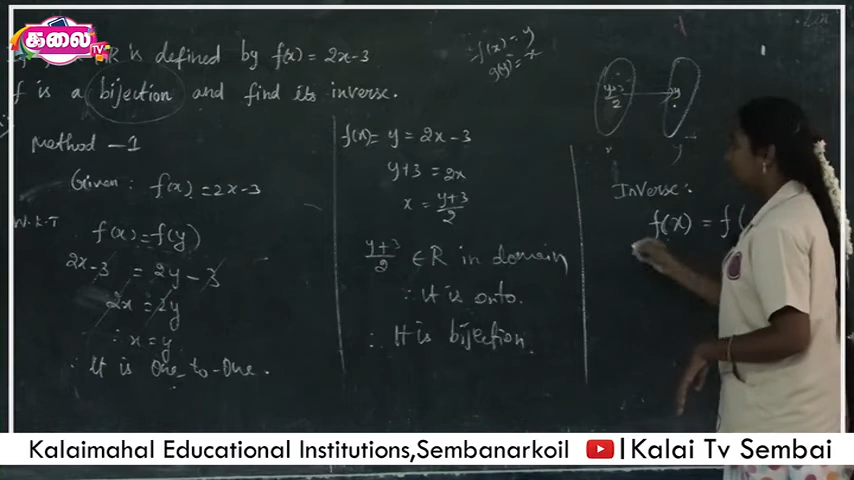 கலை TV
R is defined by f(x) = 2x-3
f is a bijection and find its inverse.
Method -1
Given : f(x) = 2x-3
W.K.T
f(x) = f(y)
2x-3 = 2y-3
2x = 2y
∴ x = y
∴ It is One-to-One.
f(x) = y = 2x-3
y+3 = 2x
x = y+3/2
y+3/2 ∈ R in domain
∴ it is onto.
∴ It is bijection.
∴ f(x) = y
g(y) = x
y+3/2
y
x
y
Inverse :
f(x) = f(
Kalaimahal Educational Institutions,Sembanarkoil
|Kalai Tv Sembai